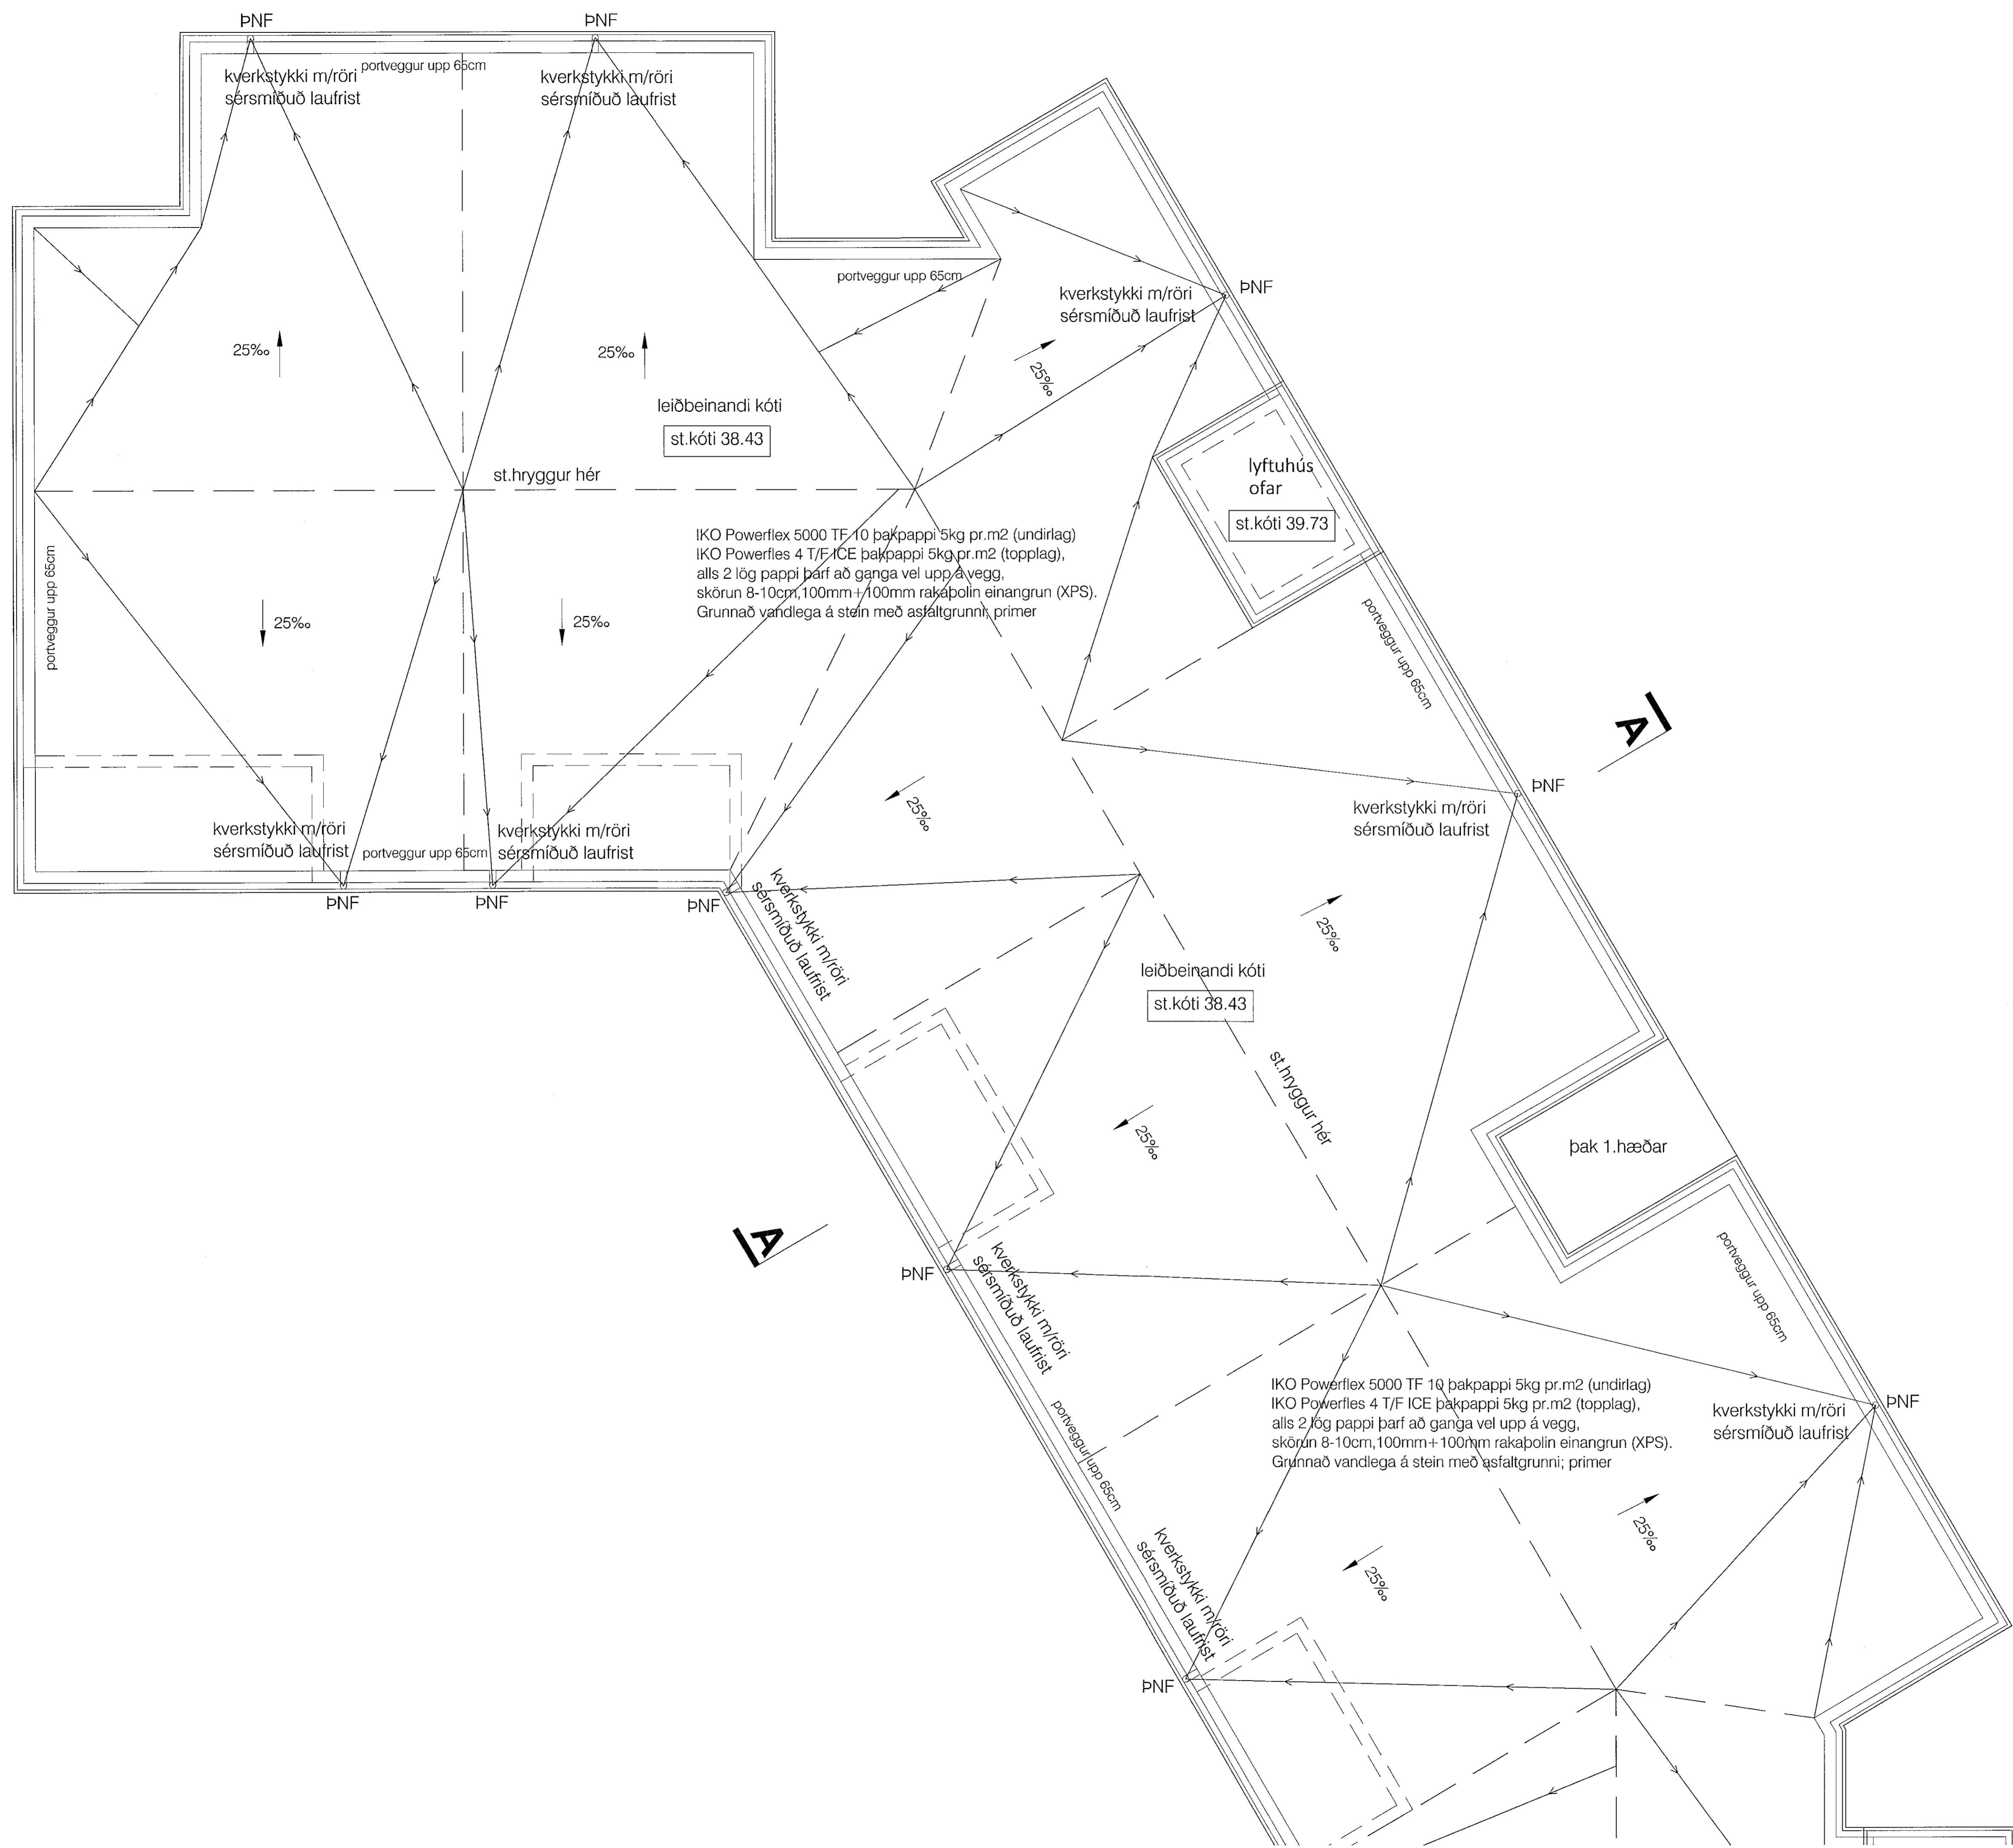 ÞNF
ÞNF
kverkstykki m/röri
sérsmíðuð laufrist
portveggur upp 65cm
kverkstykki m/röri
sérsmíðuð laufrist
portveggur upp 65cm
kverkstykki m/röri
sérsmíðuð laufrist
ÞNF
25‰
25‰
25‰
leiðbeinandi kóti
st.kóti 38.43
st.hryggur hér
lyftuhús
ofar
st.kóti 39.73
IKO Powerflex 5000 TF 10 þakpappi 5kg pr.m2 (undirlag)
IKO Powerfles 4 T/F ICE þakpappi 5kg pr.m2 (topplag),
alls 2 lög pappi þarf að ganga vel upp á vegg,
skörun 8-10cm,100mm+100mm rakaþolin einangrun (XPS).
Grunnað vandlega á stein með asfaltgrunni; primer
portveggur upp 65cm
25‰
25‰
portveggur upp 65cm
A
ÞNF
kverkstykki m/röri
sérsmíðuð laufrist
25‰
kverkstykki m/röri
sérsmíðuð laufrist
portveggur upp 65cm
kverkstykki m/röri
sérsmíðuð laufrist
ÞNF
ÞNF
ÞNF
kverkstykki m/röri
sérsmíðuð laufrist
25‰
leiðbeinandi kóti
st.kóti 38.43
st.hryggur hér
25‰
þak 1.hæðar
A
ÞNF
kverkstykki m/röri
sérsmíðuð laufrist
portveggur upp 65cm
IKO Powerflex 5000 TF 10 þakpappi 5kg pr.m2 (undirlag)
IKO Powerfles 4 T/F ICE þakpappi 5kg pr.m2 (topplag),
alls 2 lög pappi þarf að ganga vel upp á vegg,
skörun 8-10cm,100mm+100mm rakaþolin einangrun (XPS).
Grunnað vandlega á stein með asfaltgrunni; primer
ÞNF
kverkstykki m/röri
sérsmíðuð laufrist
portveggur upp 65cm
25‰
25‰
kverkstykki m/röri
sérsmíðuð laufrist
ÞNF